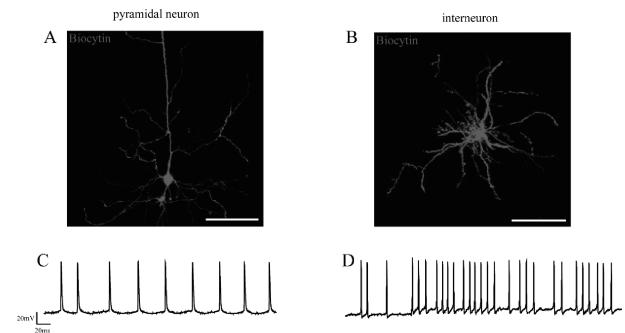 pyramidal neuron
interneuron
A
Biocytin
B
Biocytin
C
D
20mV
20ms